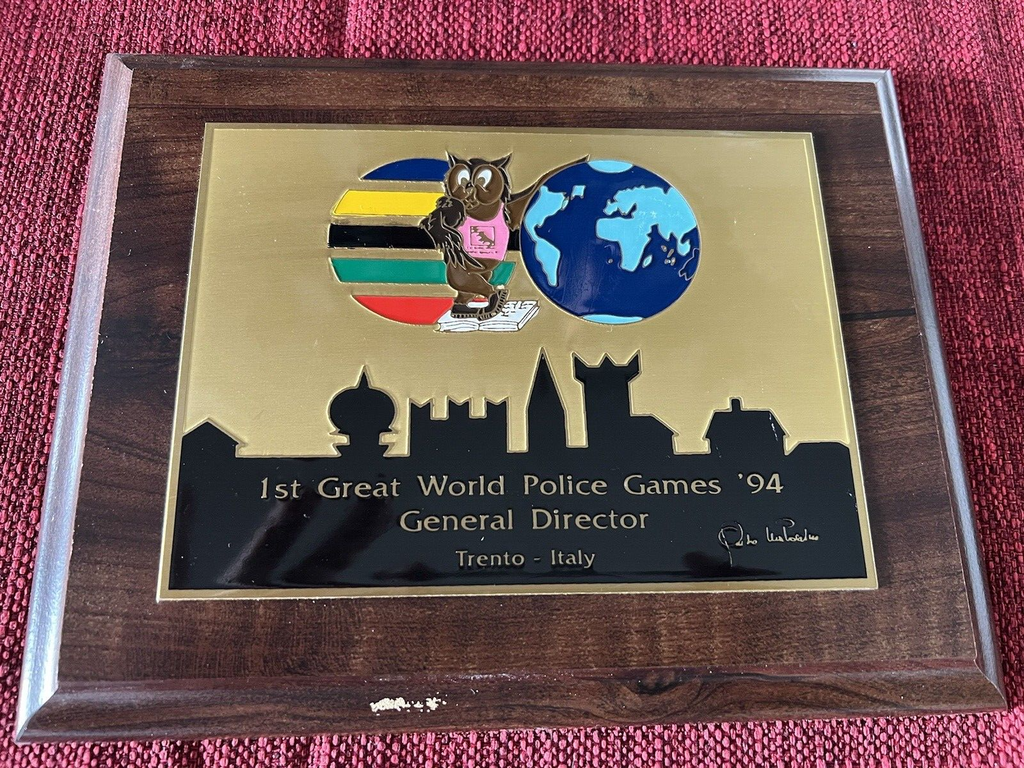 1st Great World Police Games '94
General Director
Trento - Italy